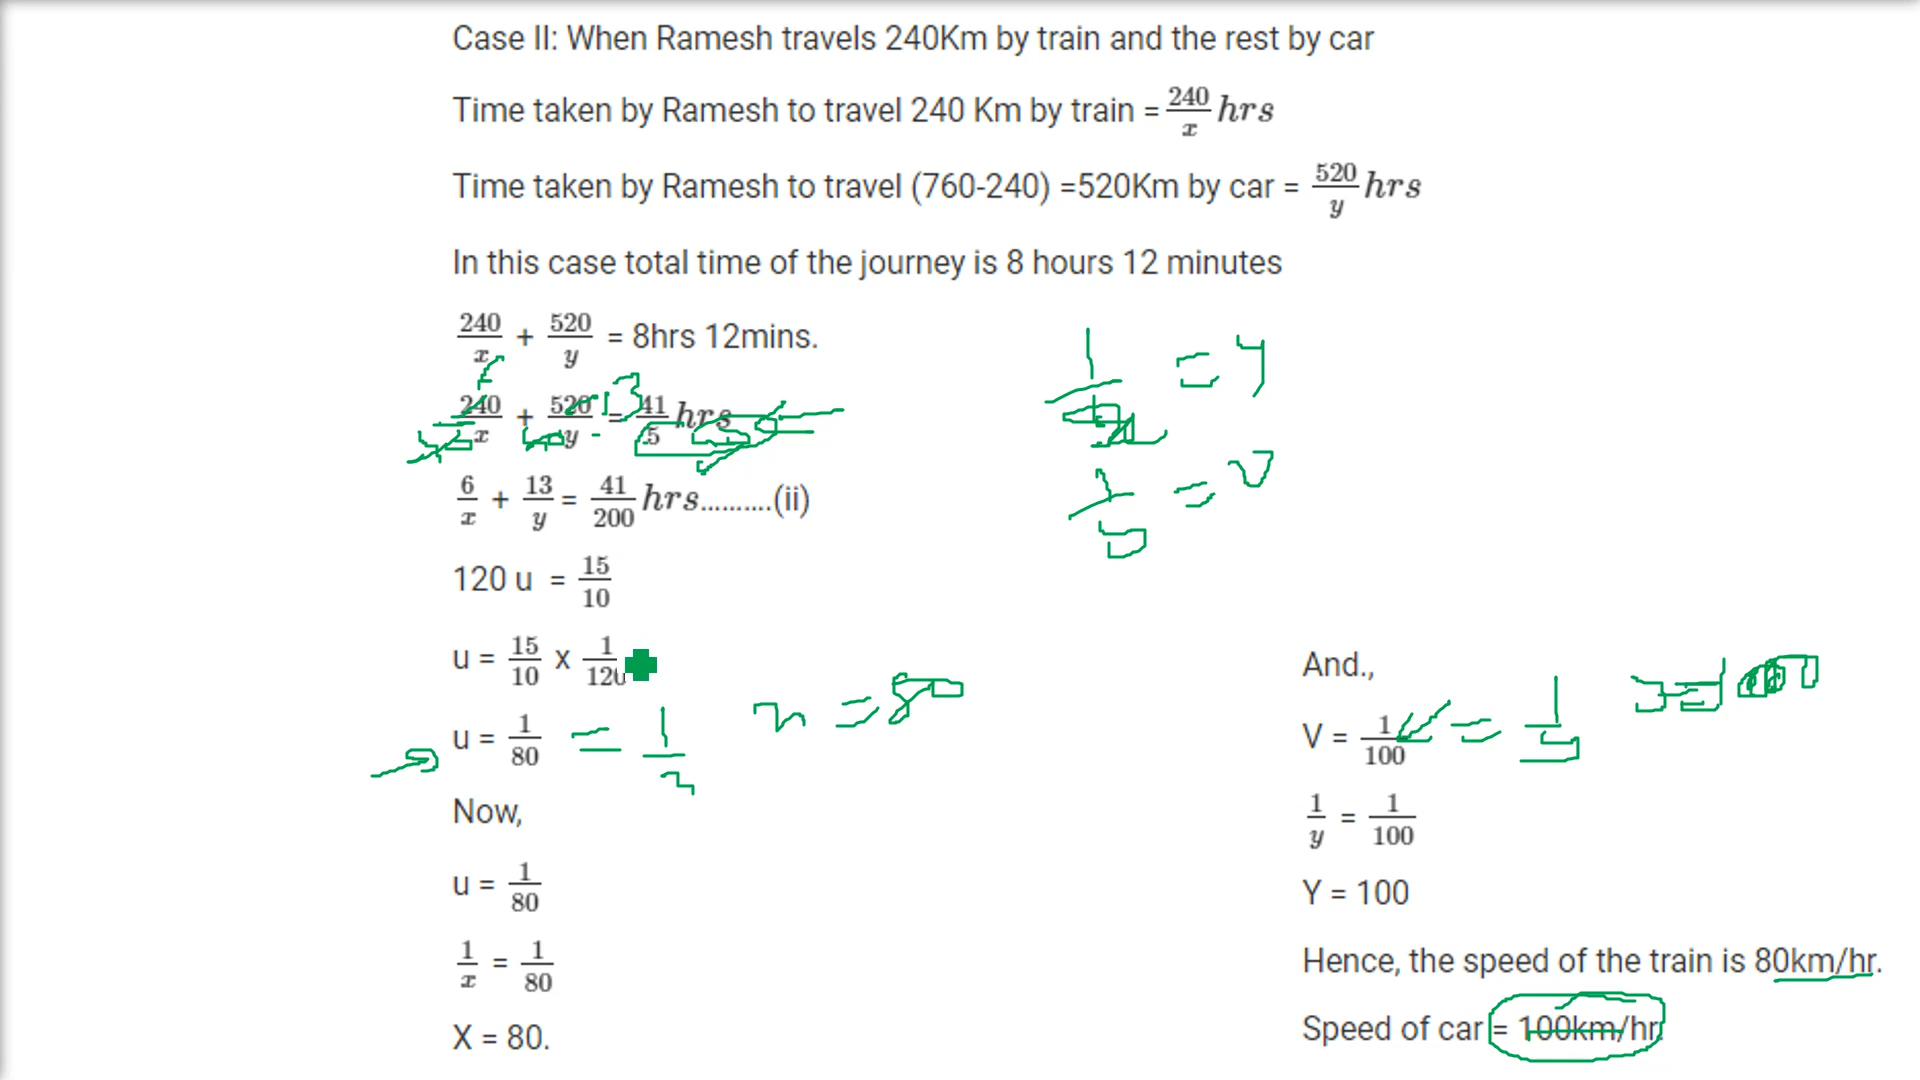 Case II: When Ramesh travels 240Km by train and the rest by car
Time taken by Ramesh to travel 240 Km by train = 240/x hrs
Time taken by Ramesh to travel (760-240) =520Km by car = 520/y hrs
In this case total time of the journey is 8 hours 12 minutes
240/x + 520/y = 8hrs 12mins.
240/x + 520/y = 41/5 hrs
6/x + 13/y = 41/200 hrs..........(ii)
120 u = 15/10
u = 15/10 x 1/120
u = 1/80
Now,
u = 1/80
1/x = 1/80
X = 80.
And.,
V = 1/100
1/y = 1/100
Y = 100
Hence, the speed of the train is 80km/hr.
Speed of car = 100km/hr.